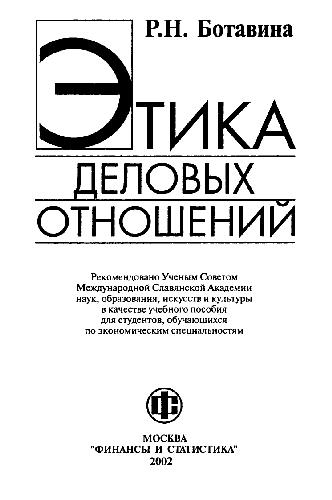 Р.Н. Ботавина
ЭТИКА
ДЕЛОВЫХ
ОТНОШЕНИЙ
Рекомендовано Ученым Советом
Международной Славянской Академии
наук, образования, искусств и культуры
в качестве учебного пособия
для студентов, обучающихся
по экономическим специальностям
ФС
МОСКВА
"ФИНАНСЫ И СТАТИСТИКА"
2002